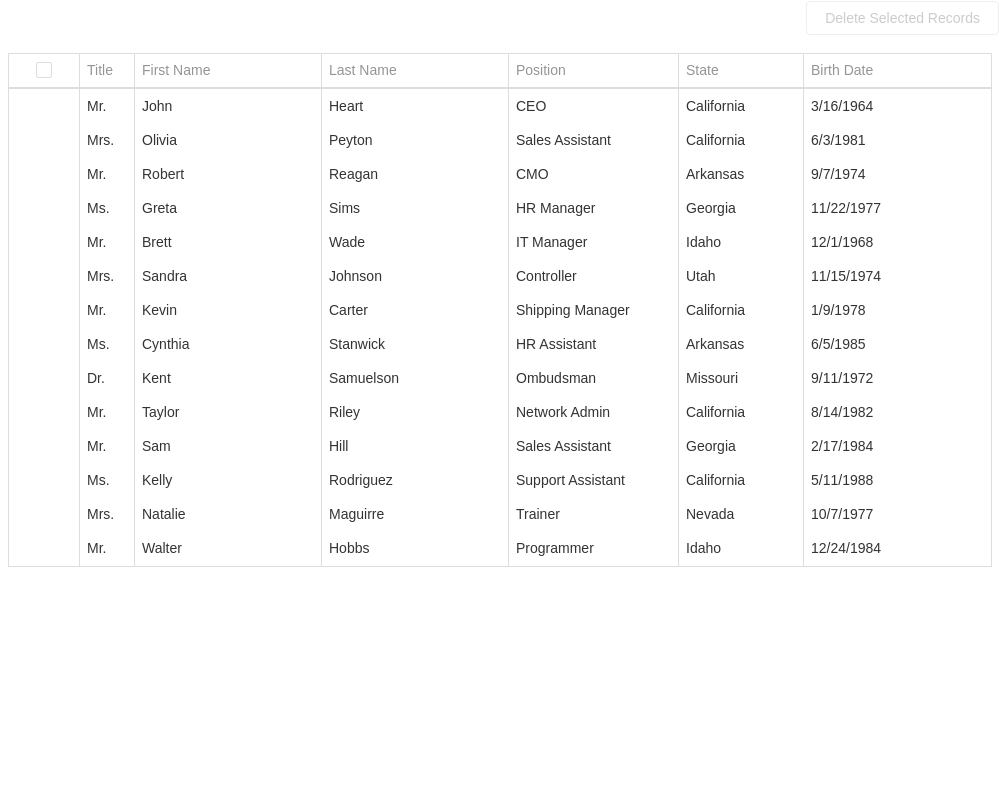 Delete Selected Records
Title First Name Last Name Position State Birth Date
Mr. John Heart CEO California 3/16/1964
Mrs. Olivia Peyton Sales Assistant California 6/3/1981
Mr. Robert Reagan CMO Arkansas 9/7/1974
Ms. Greta Sims HR Manager Georgia 11/22/1977
Mr. Brett Wade IT Manager Idaho 12/1/1968
Mrs. Sandra Johnson Controller Utah 11/15/1974
Mr. Kevin Carter Shipping Manager California 1/9/1978
Ms. Cynthia Stanwick HR Assistant Arkansas 6/5/1985
Dr. Kent Samuelson Ombudsman Missouri 9/11/1972
Mr. Taylor Riley Network Admin California 8/14/1982
Mr. Sam Hill Sales Assistant Georgia 2/17/1984
Ms. Kelly Rodriguez Support Assistant California 5/11/1988
Mrs. Natalie Maguirre Trainer Nevada 10/7/1977
Mr. Walter Hobbs Programmer Idaho 12/24/1984